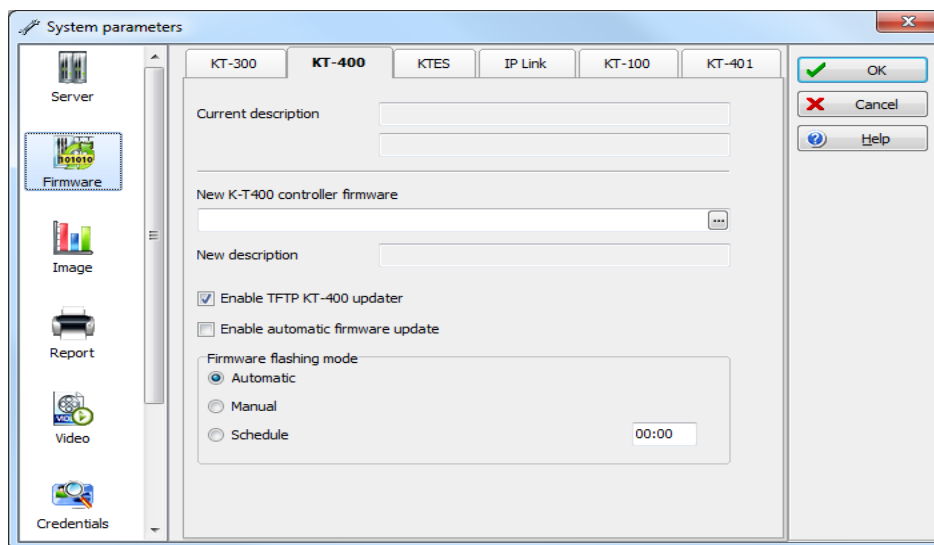 System parameters
Server
Firmware
Image
Report
Video
Credentials
KT-300 KT-400 KTES IP Link KT-100 KT-401
Current description
New K-T400 controller firmware
...
New description
Enable TFTP KT-400 updater
Enable automatic firmware update
Firmware flashing mode
Automatic
Manual
Schedule 00:00
OK
Cancel
Help